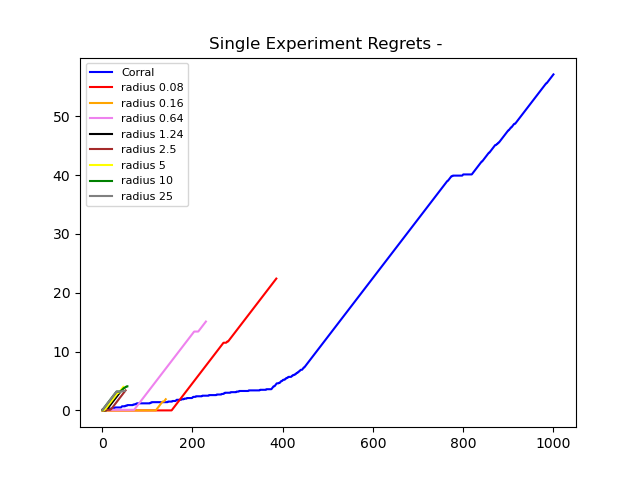 Single Experiment Regrets -
Corral
radius 0.08
radius 0.16
radius 0.64
radius 1.24
radius 2.5
radius 5
radius 10
radius 25
50
40
30
20
10
0
0 200 400 600 800 1000